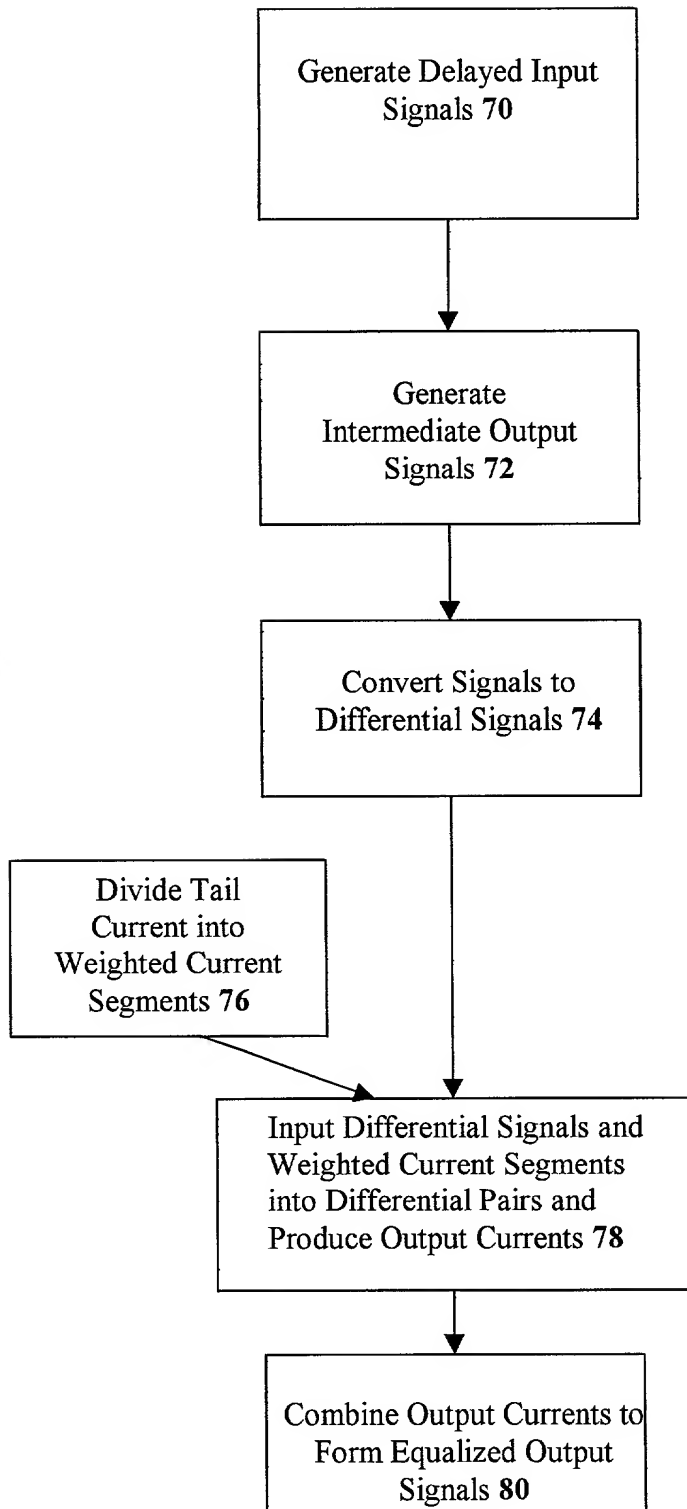 Generate Delayed Input
Signals 70
Generate
Intermediate Output
Signals 72
Convert Signals to
Differential Signals 74
Divide Tail
Current into
Weighted Current
Segments 76
Input Differential Signals and
Weighted Current Segments
into Differential Pairs and
Produce Output Currents 78
Combine Output Currents to
Form Equalized Output
Signals 80